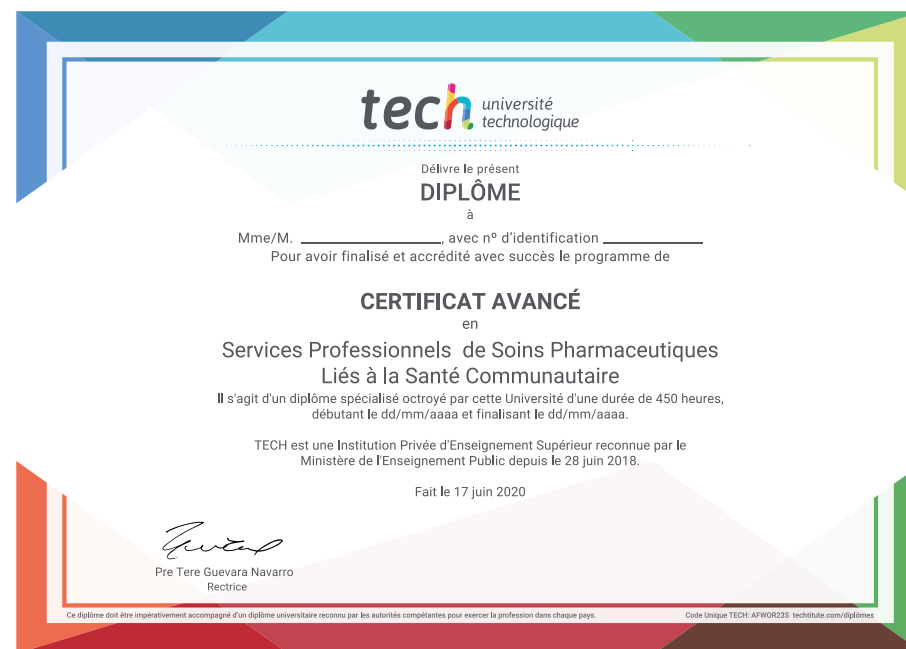 tech université
technologique
Délivre le présent
DIPLÔME
à
Mme/M. ____________________, avec nº d'identification ______________
Pour avoir finalisé et accrédité avec succès le programme de
CERTIFICAT AVANCÉ
en
Services Professionnels de Soins Pharmaceutiques
Liés à la Santé Communautaire
Il s'agit d'un diplôme spécialisé octroyé par cette Université d'une durée de 450 heures,
débutant le dd/mm/aaaa et finalisant le dd/mm/aaaa.
TECH est une Institution Privée d'Enseignement Supérieur reconnue par le
Ministère de l'Enseignement Public depuis le 28 juin 2018.
Fait le 17 juin 2020
Pre Tere Guevara Navarro
Rectrice
Ce diplôme doit être impérativement accompagné d'un diplôme universitaire reconnu par les autorités compétentes pour exercer la profession dans chaque pays.
Code Unique TECH: AFWOR23S techtitute.com/diplômes